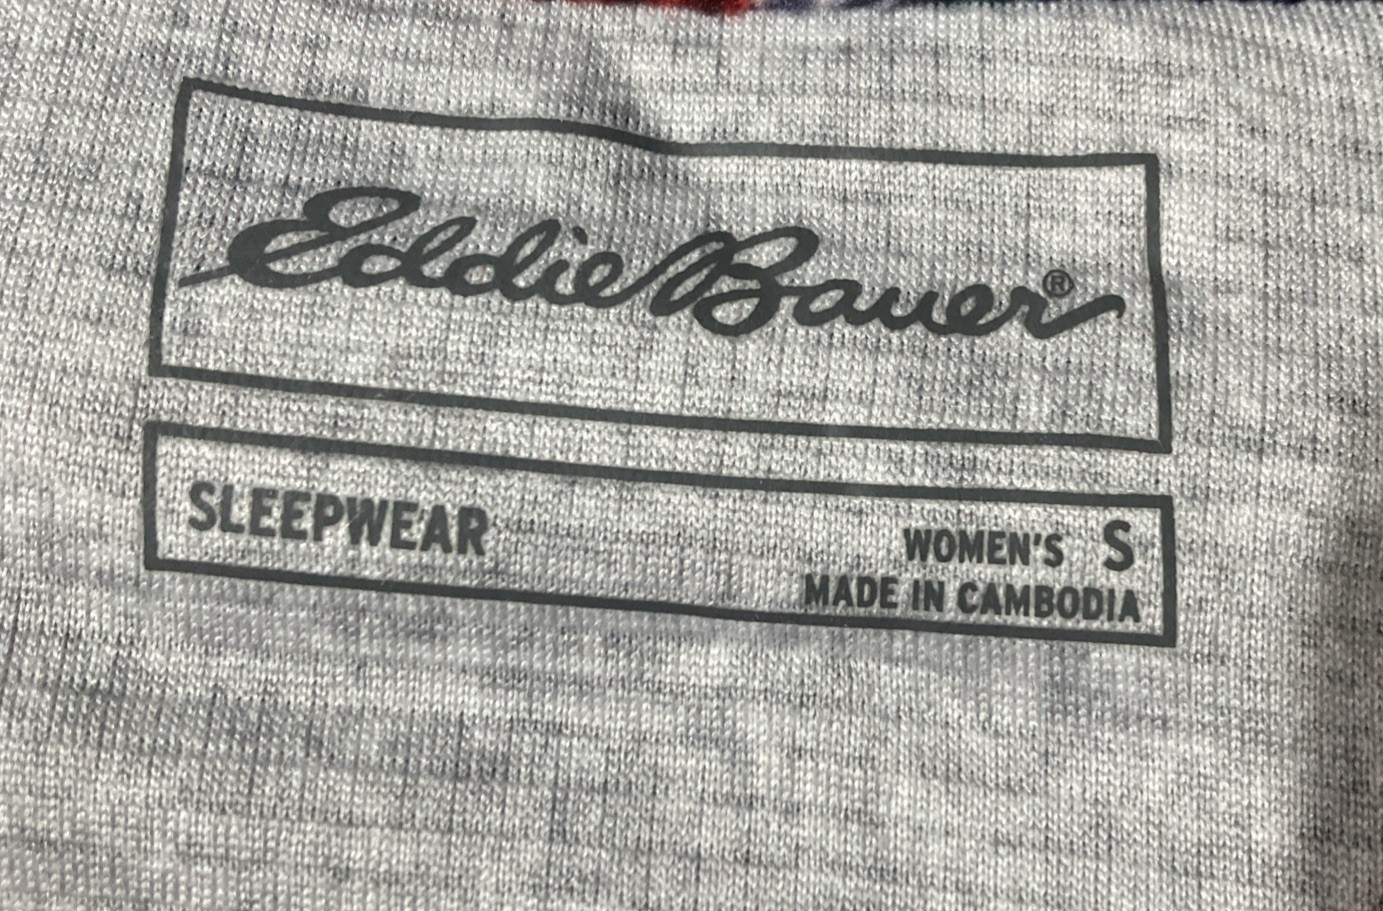 Eddie Bauer®
SLEEPWEAR
WOMEN'S S
MADE IN CAMBODIA